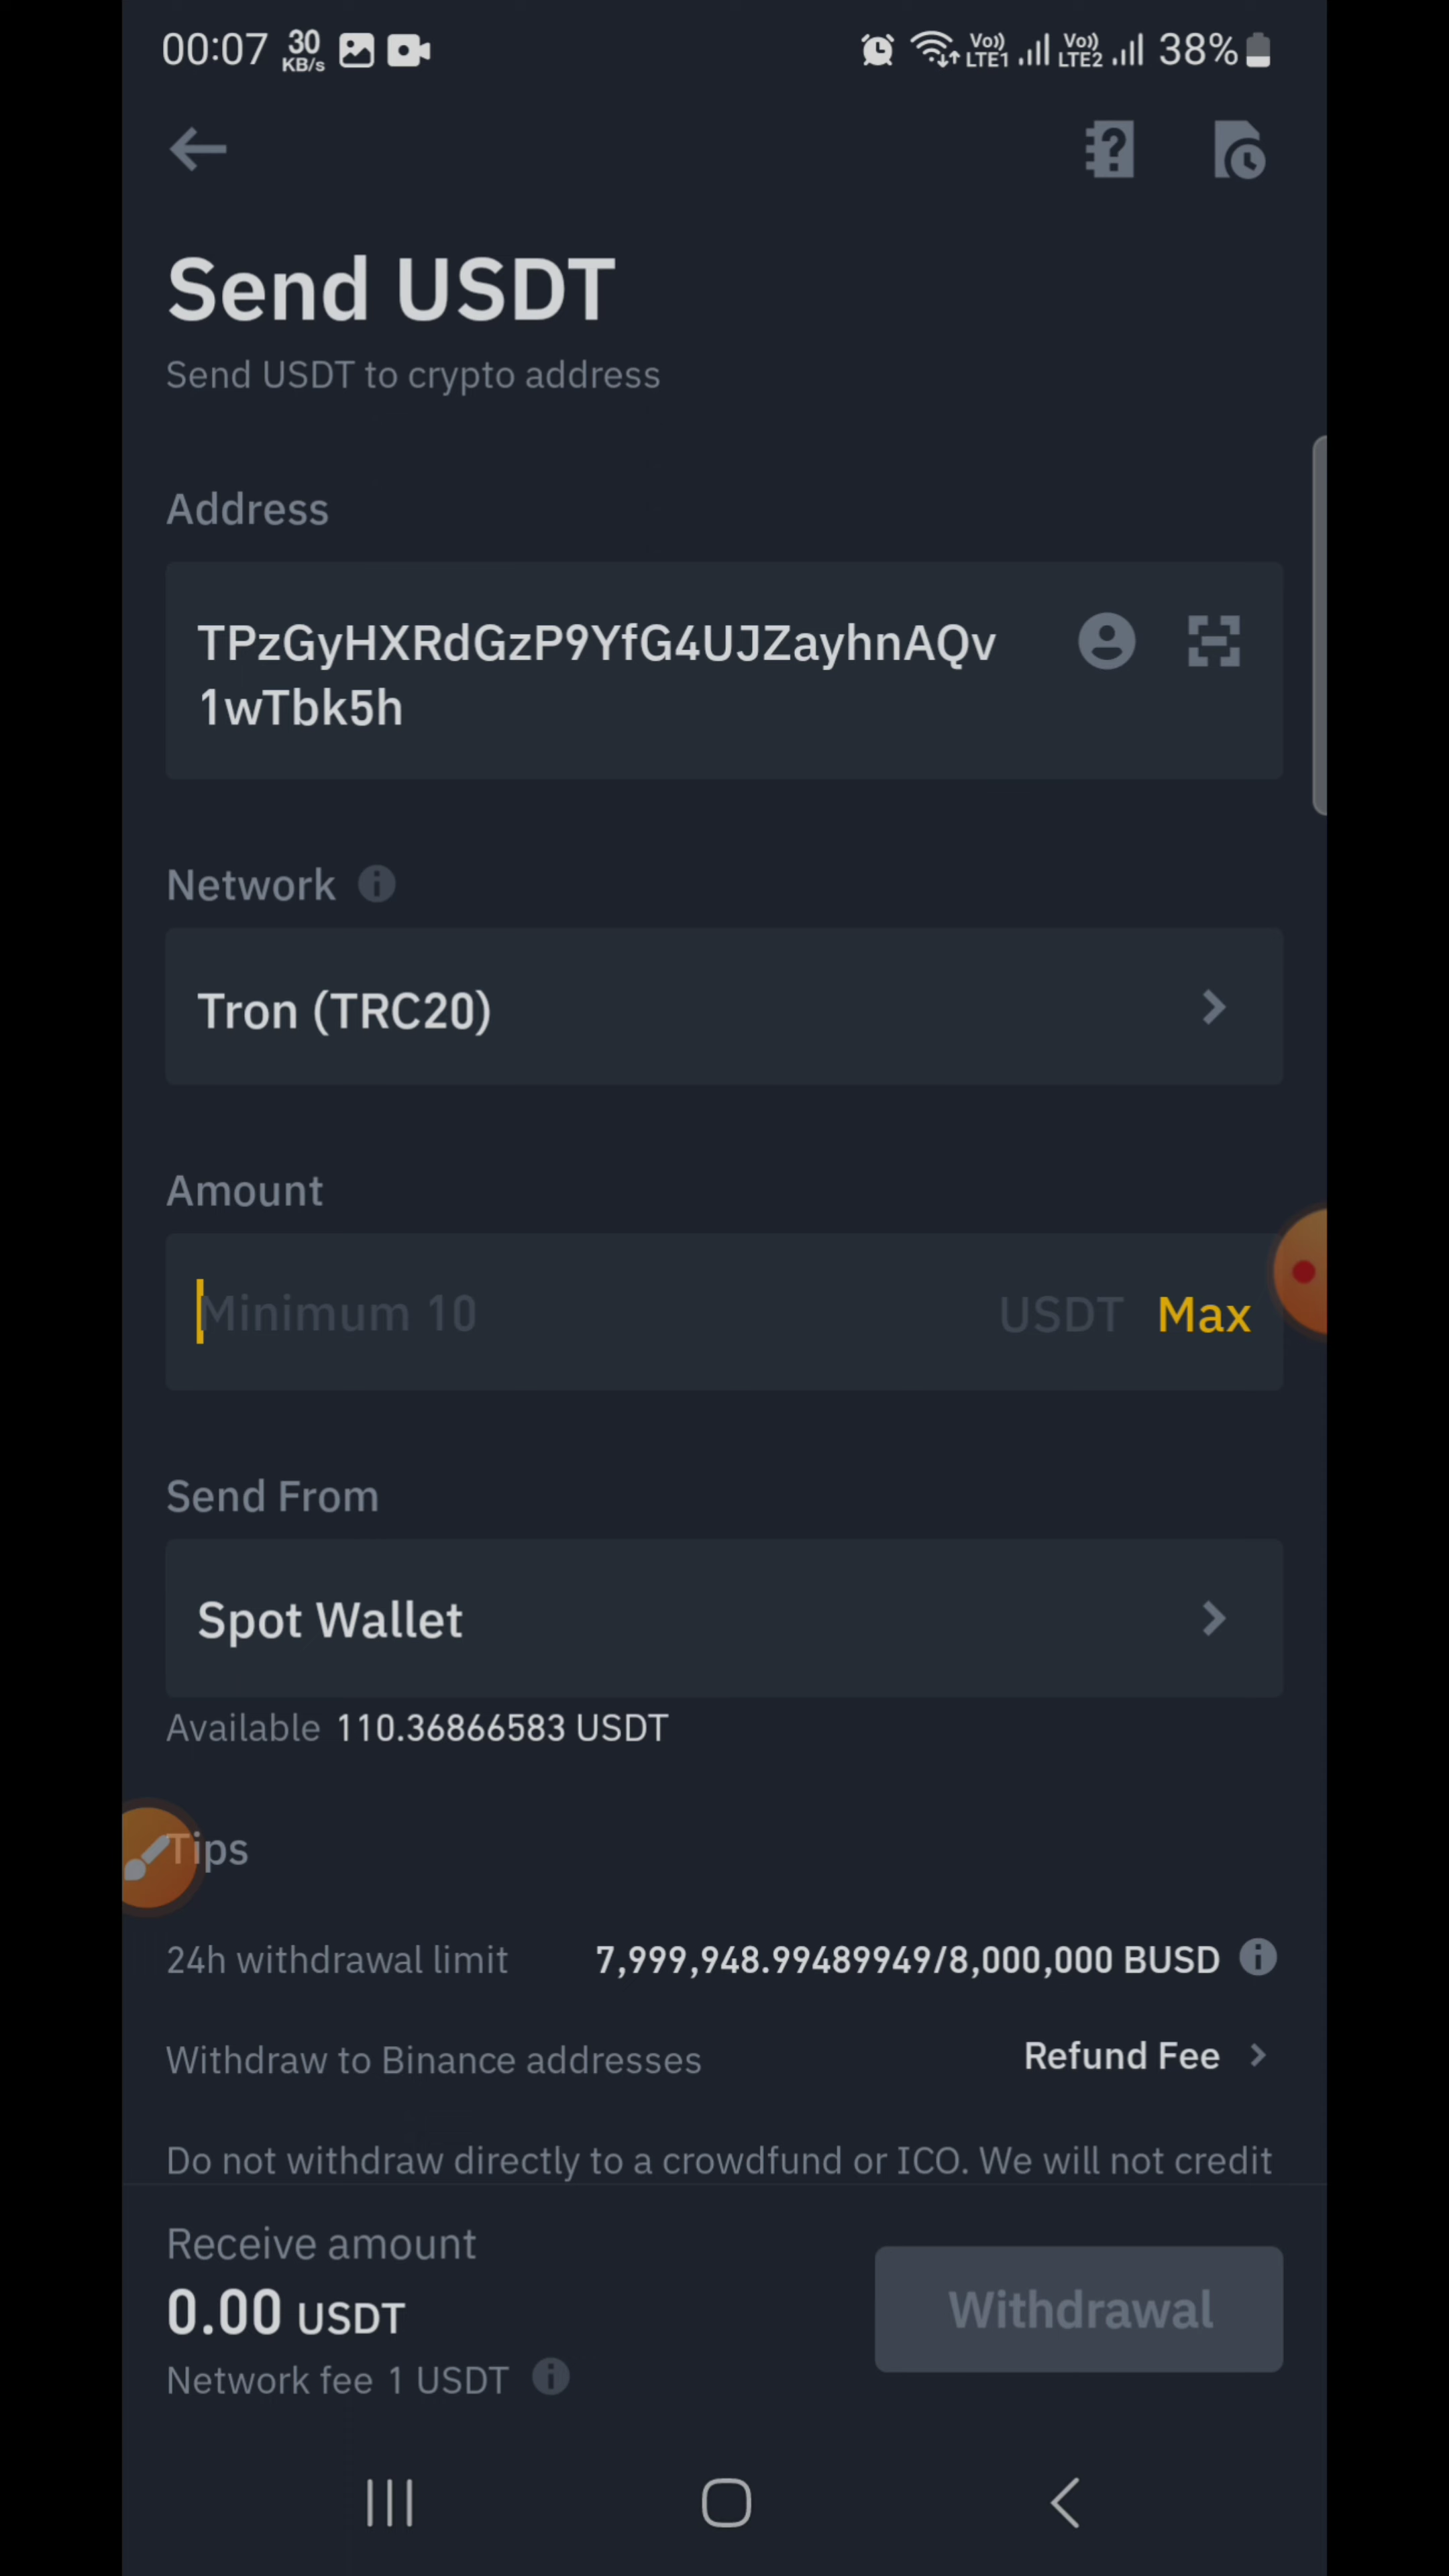 00:07 30 KB/s Vo)) LTE1 Vo)) LTE2 38%
Send USDT
Send USDT to crypto address
Address
TPzGyHXRdGzP9YfG4UJZayhnAQv
1wTbk5h
Network
Tron (TRC20)
Amount
Minimum 10 USDT Max
Send From
Spot Wallet
Available 110.36866583 USDT
Tips
24h withdrawal limit 7,999,948.99489949/8,000,000 BUSD
Withdraw to Binance addresses Refund Fee
Do not withdraw directly to a crowdfund or ICO. We will not credit
Receive amount
0.00 USDT
Withdrawal
Network fee 1 USDT